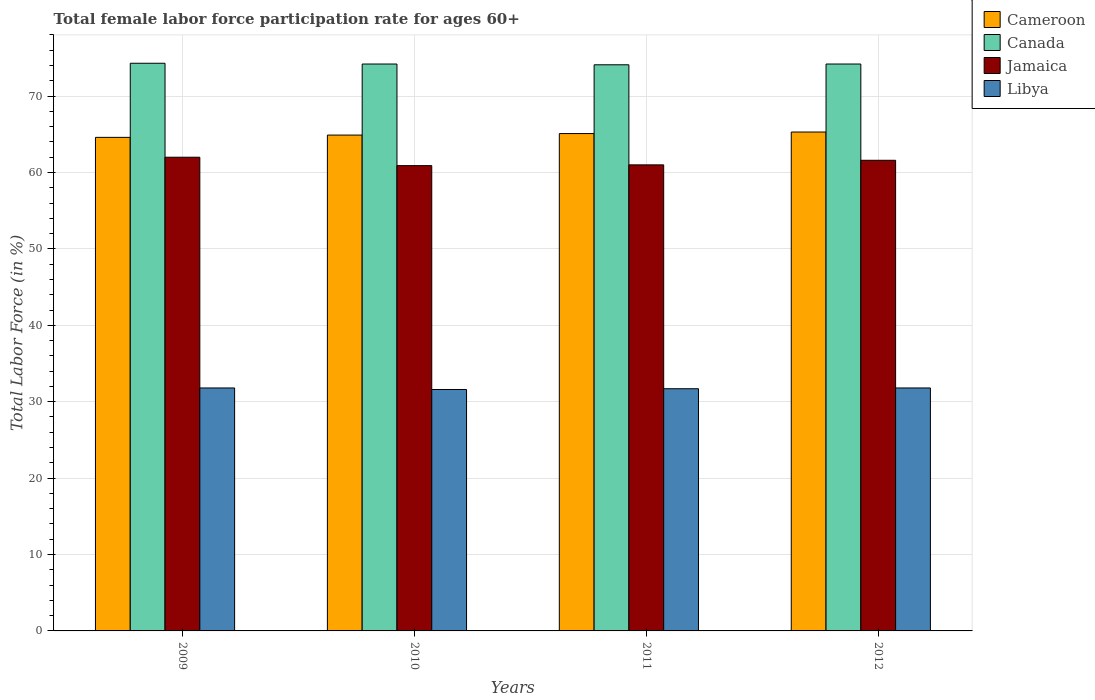 Total female labor force participation rate for ages 60+
Cameroon
Canada
Jamaica
Libya
Total Labor Force (in %)
70
60
50
40
30
20
10
0
2009
2010
2011
2012
Years